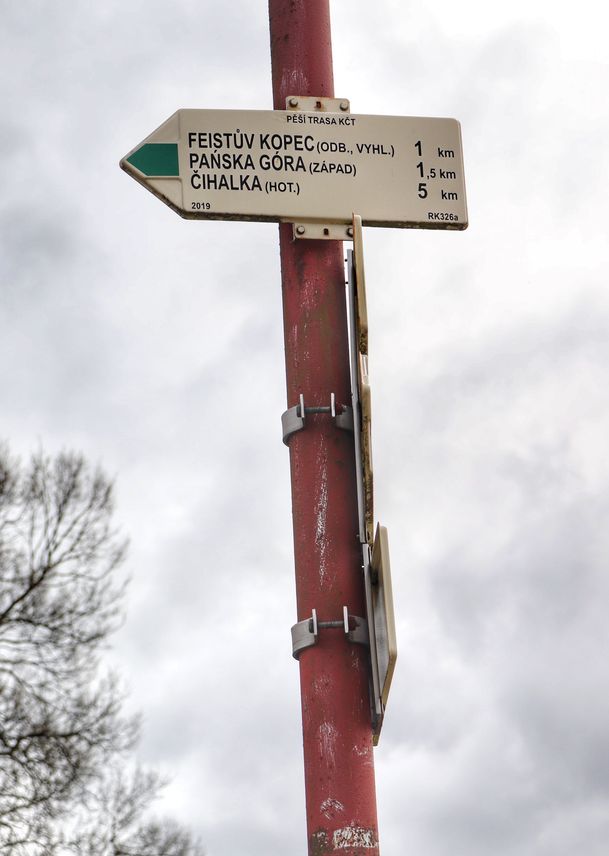 PĚŠÍ TRASA KČT
FEISTŮV KOPEC (ODB., VYHL.) 1 km
PAŃSKA GÓRA (ZÁPAD) 1,5 km
ČIHALKA (HOT.) 5 km
2019 RK326a